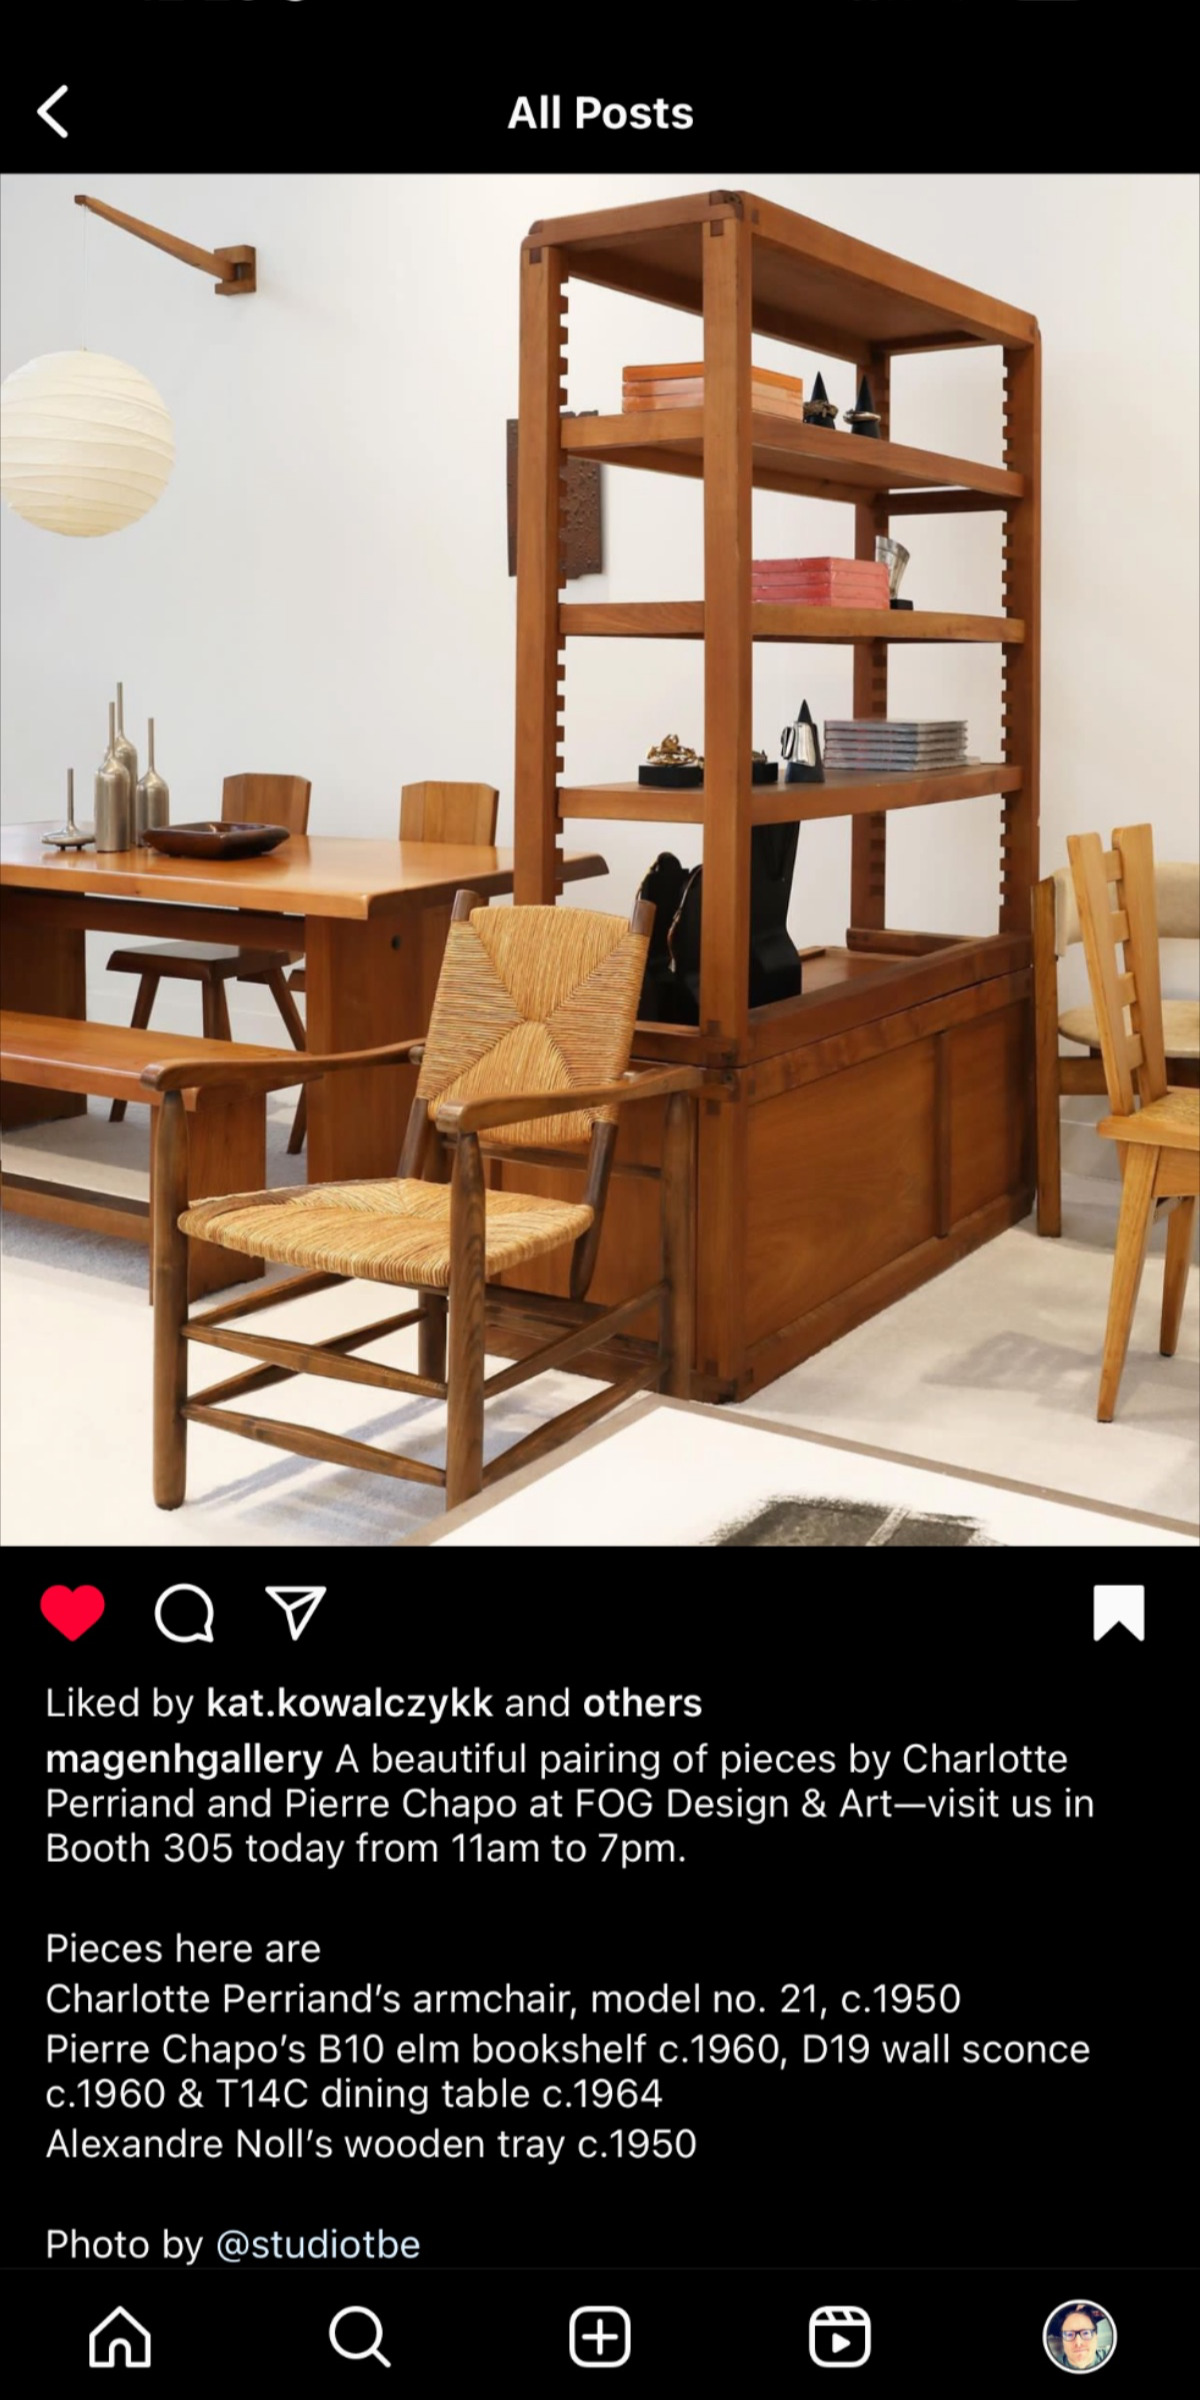 All Posts
Liked by kat.kowalczykk and others
magenhgallery A beautiful pairing of pieces by Charlotte
Perriand and Pierre Chapo at FOG Design & Art—visit us in
Booth 305 today from 11am to 7pm.
Pieces here are
Charlotte Perriand’s armchair, model no. 21, c.1950
Pierre Chapo’s B10 elm bookshelf c.1960, D19 wall sconce
c.1960 & T14C dining table c.1964
Alexandre Noll’s wooden tray c.1950
Photo by @studiotbe